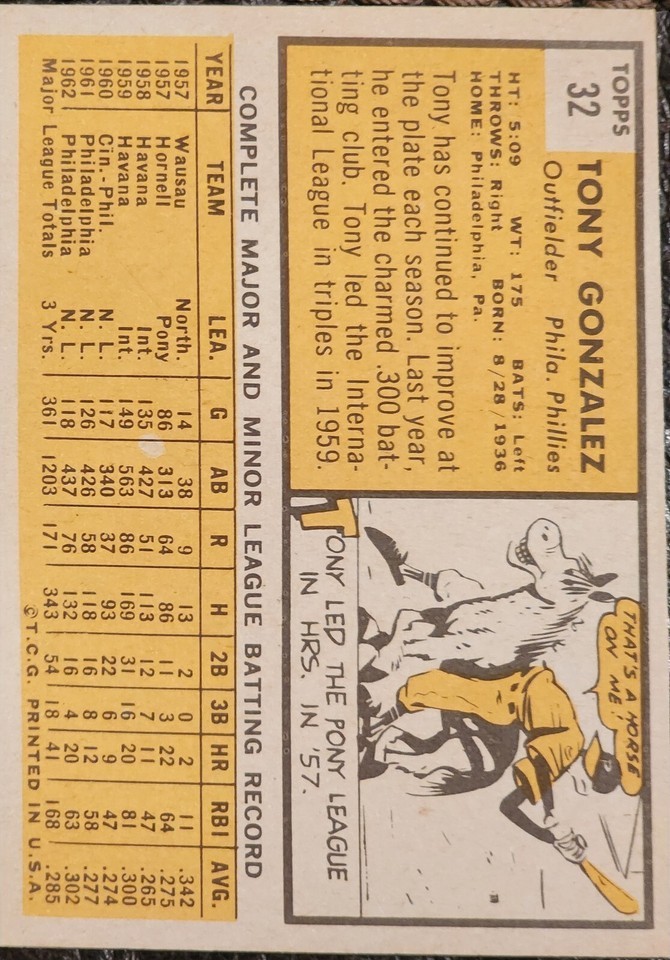 TOPPS
32
TONY GONZALEZ
Outfielder Phila. Phillies
HT: 5:09 WT: 175 BATS: Left
THROWS: Right BORN: 8/28/1936
HOME: Philadelphia, Pa.
Tony has continued to improve at
the plate each season. Last year,
he entered the charmed .300 bat-
ting club. Tony led the Interna-
tional League in triples in 1959.
THAT'S A HORSE
ON ME!
TONY LED THE PONY LEAGUE
IN HRS. IN '57.
COMPLETE MAJOR AND MINOR LEAGUE BATTING RECORD
YEAR TEAM LEA. G AB R H 2B 3B HR RBI AVG.
1957 Wausau North. 14 38 9 13 2 0 2 11 .342
1957 Hornell Pony 86 313 64 86 11 3 22 64 .275
1958 Havana Int. 135 427 51 113 12 7 11 47 .265
1959 Havana Int. 149 563 86 169 31 16 20 81 .300
1960 Cin.-Phil. N. L. 117 340 37 93 22 6 9 47 .274
1961 Philadelphia N. L. 126 426 58 118 16 8 12 58 .277
1962 Philadelphia N. L. 118 437 76 132 16 4 20 63 .302
Major League Totals 3 Yrs. 361 1203 171 343 54 18 41 168 .285
©T.C.G. PRINTED IN U.S.A.